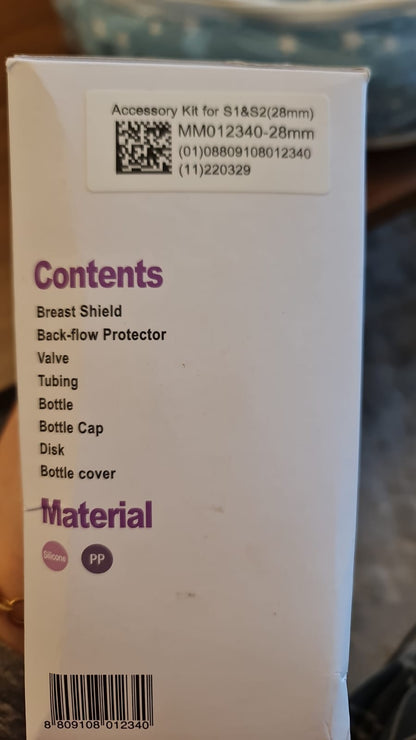 Accessory Kit for S1&S2(28mm)
MM012340-28mm
(01)08809108012340
(11)220329
Contents
Breast Shield
Back-flow Protector
Valve
Tubing
Bottle
Bottle Cap
Disk
Bottle cover
Material
Silicone PP
8 809108 012340